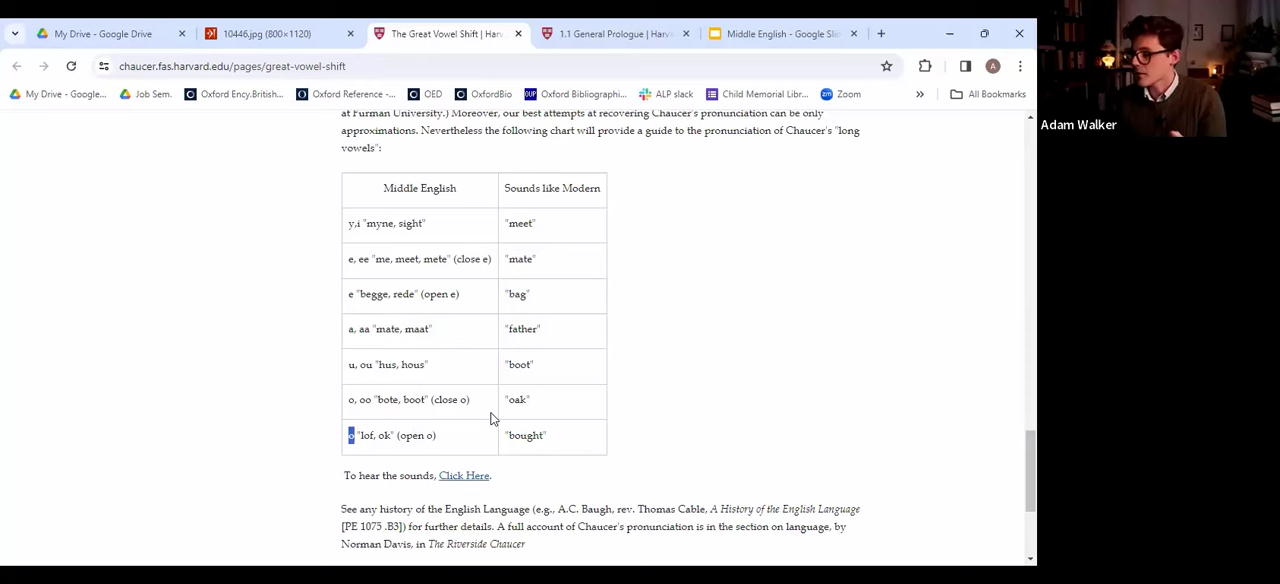 My Drive - Google Drive
10446.jpg (800×1120)
The Great Vowel Shift | Harv
1.1 General Prologue | Harva
Middle English - Google Slid
chaucer.fas.harvard.edu/pages/great-vowel-shift
A
My Drive - Google...
Job Sem.
Oxford Ency.British...
Oxford Reference -...
OED
OxfordBio
OUP
Oxford Bibliographi...
ALP slack
Child Memorial Libr...
zm
Zoom
»
All Bookmarks
Adam Walker
at Furman University.) Moreover, our best attempts at recovering Chaucer's pronunciation can be only
approximations. Nevertheless the following chart will provide a guide to the pronunciation of Chaucer's "long
vowels":
Middle English Sounds like Modern
y,i "myne, sight" "meet"
e, ee "me, meet, mete" (close e) "mate"
e "begge, rede" (open e) "bag"
a, aa "mate, maat" "father"
u, ou "hus, hous" "boot"
o, oo "bote, boot" (close o) "oak"
o "lof, ok" (open o) "bought"
To hear the sounds, Click Here.
See any history of the English Language (e.g., A.C. Baugh, rev. Thomas Cable, A History of the English Language
[PE 1075 .B3]) for further details. A full account of Chaucer's pronunciation is in the section on language, by
Norman Davis, in The Riverside Chaucer